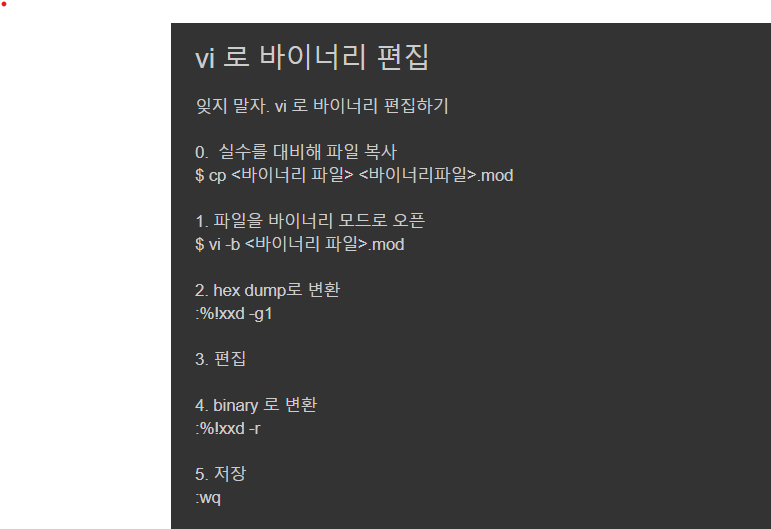 vi 로 바이너리 편집
잊지 말자. vi 로 바이너리 편집하기
0.  실수를 대비해 파일 복사
$ cp <바이너리 파일> <바이너리파일>.mod
1. 파일을 바이너리 모드로 오픈
$ vi -b <바이너리 파일>.mod
2. hex dump로 변환
:%!xxd -g1
3. 편집
4. binary 로 변환
:%!xxd -r
5. 저장
:wq